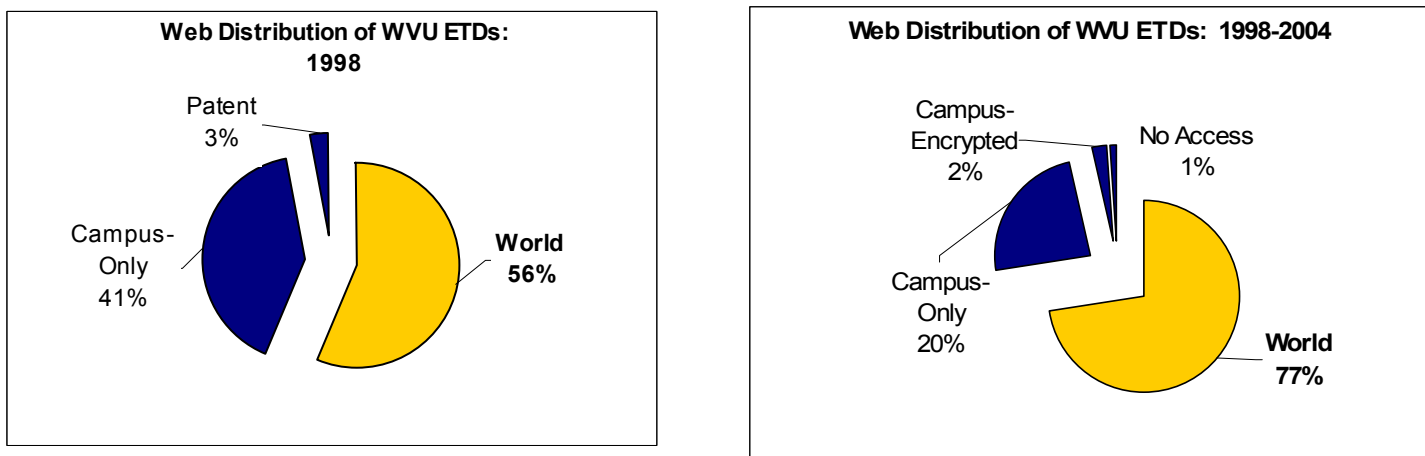 Web Distribution of WVU ETDs:
1998
Patent
3%
Campus-
Only
41%
World
56%
Web Distribution of WVU ETDs: 1998-2004
Campus-
Encrypted
2%
No Access
1%
Campus-
Only
20%
World
77%